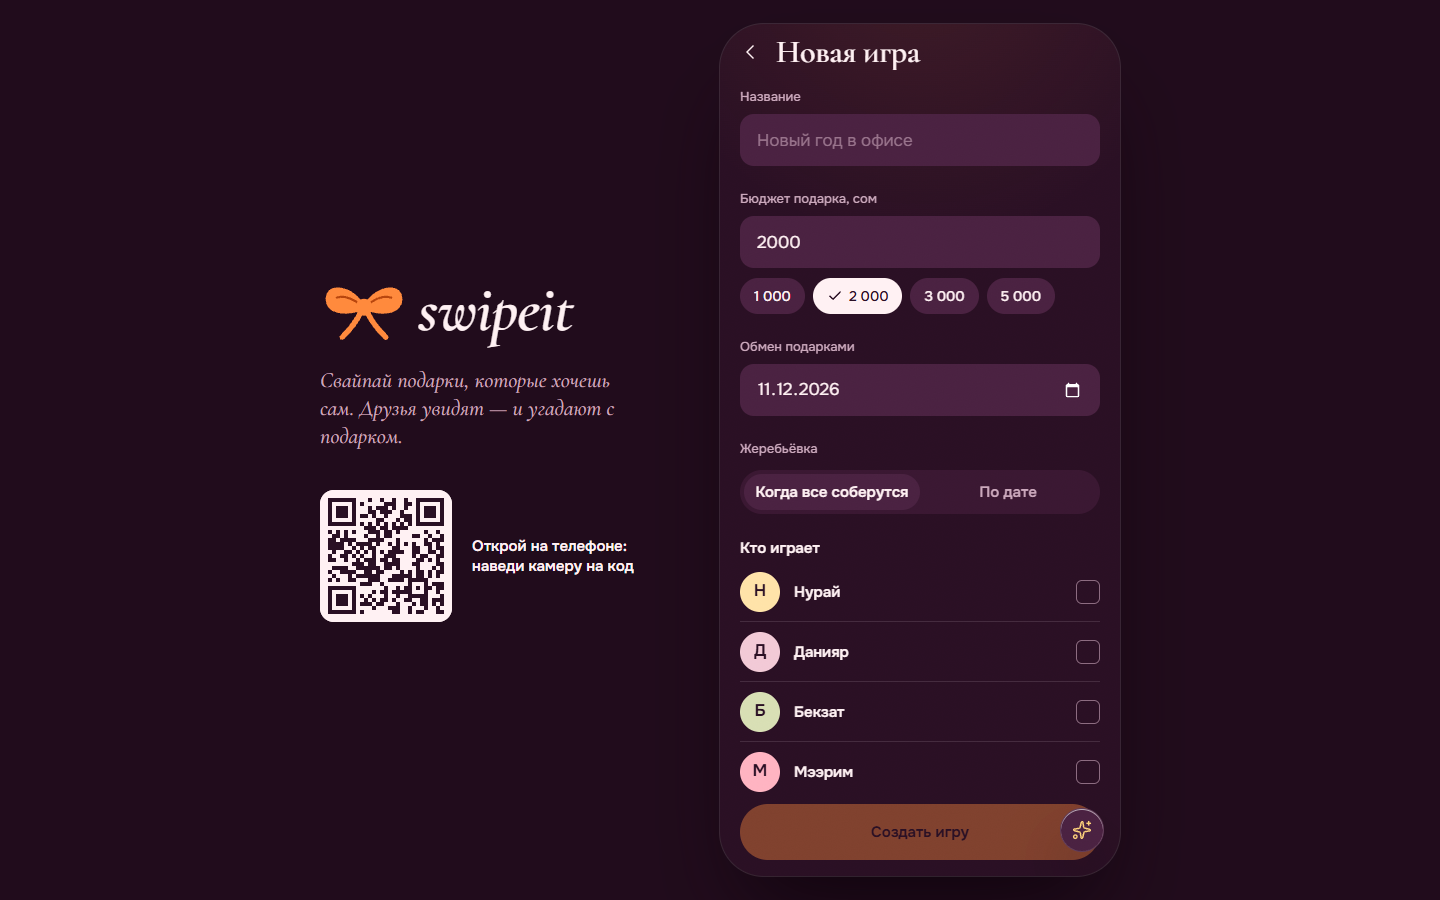 swipeit
Свайпай подарки, которые хочешь
сам. Друзья увидят — и угадают с
подарком.
Открой на телефоне:
наведи камеру на код
Новая игра
Название
Новый год в офисе
Бюджет подарка, сом
2000
1 000
2 000
3 000
5 000
Обмен подарками
11.12.2026
Жеребьёвка
Когда все соберутся
По дате
Кто играет
Н
Нурай
Д
Данияр
Б
Бекзат
М
Мээрим
Создать игру